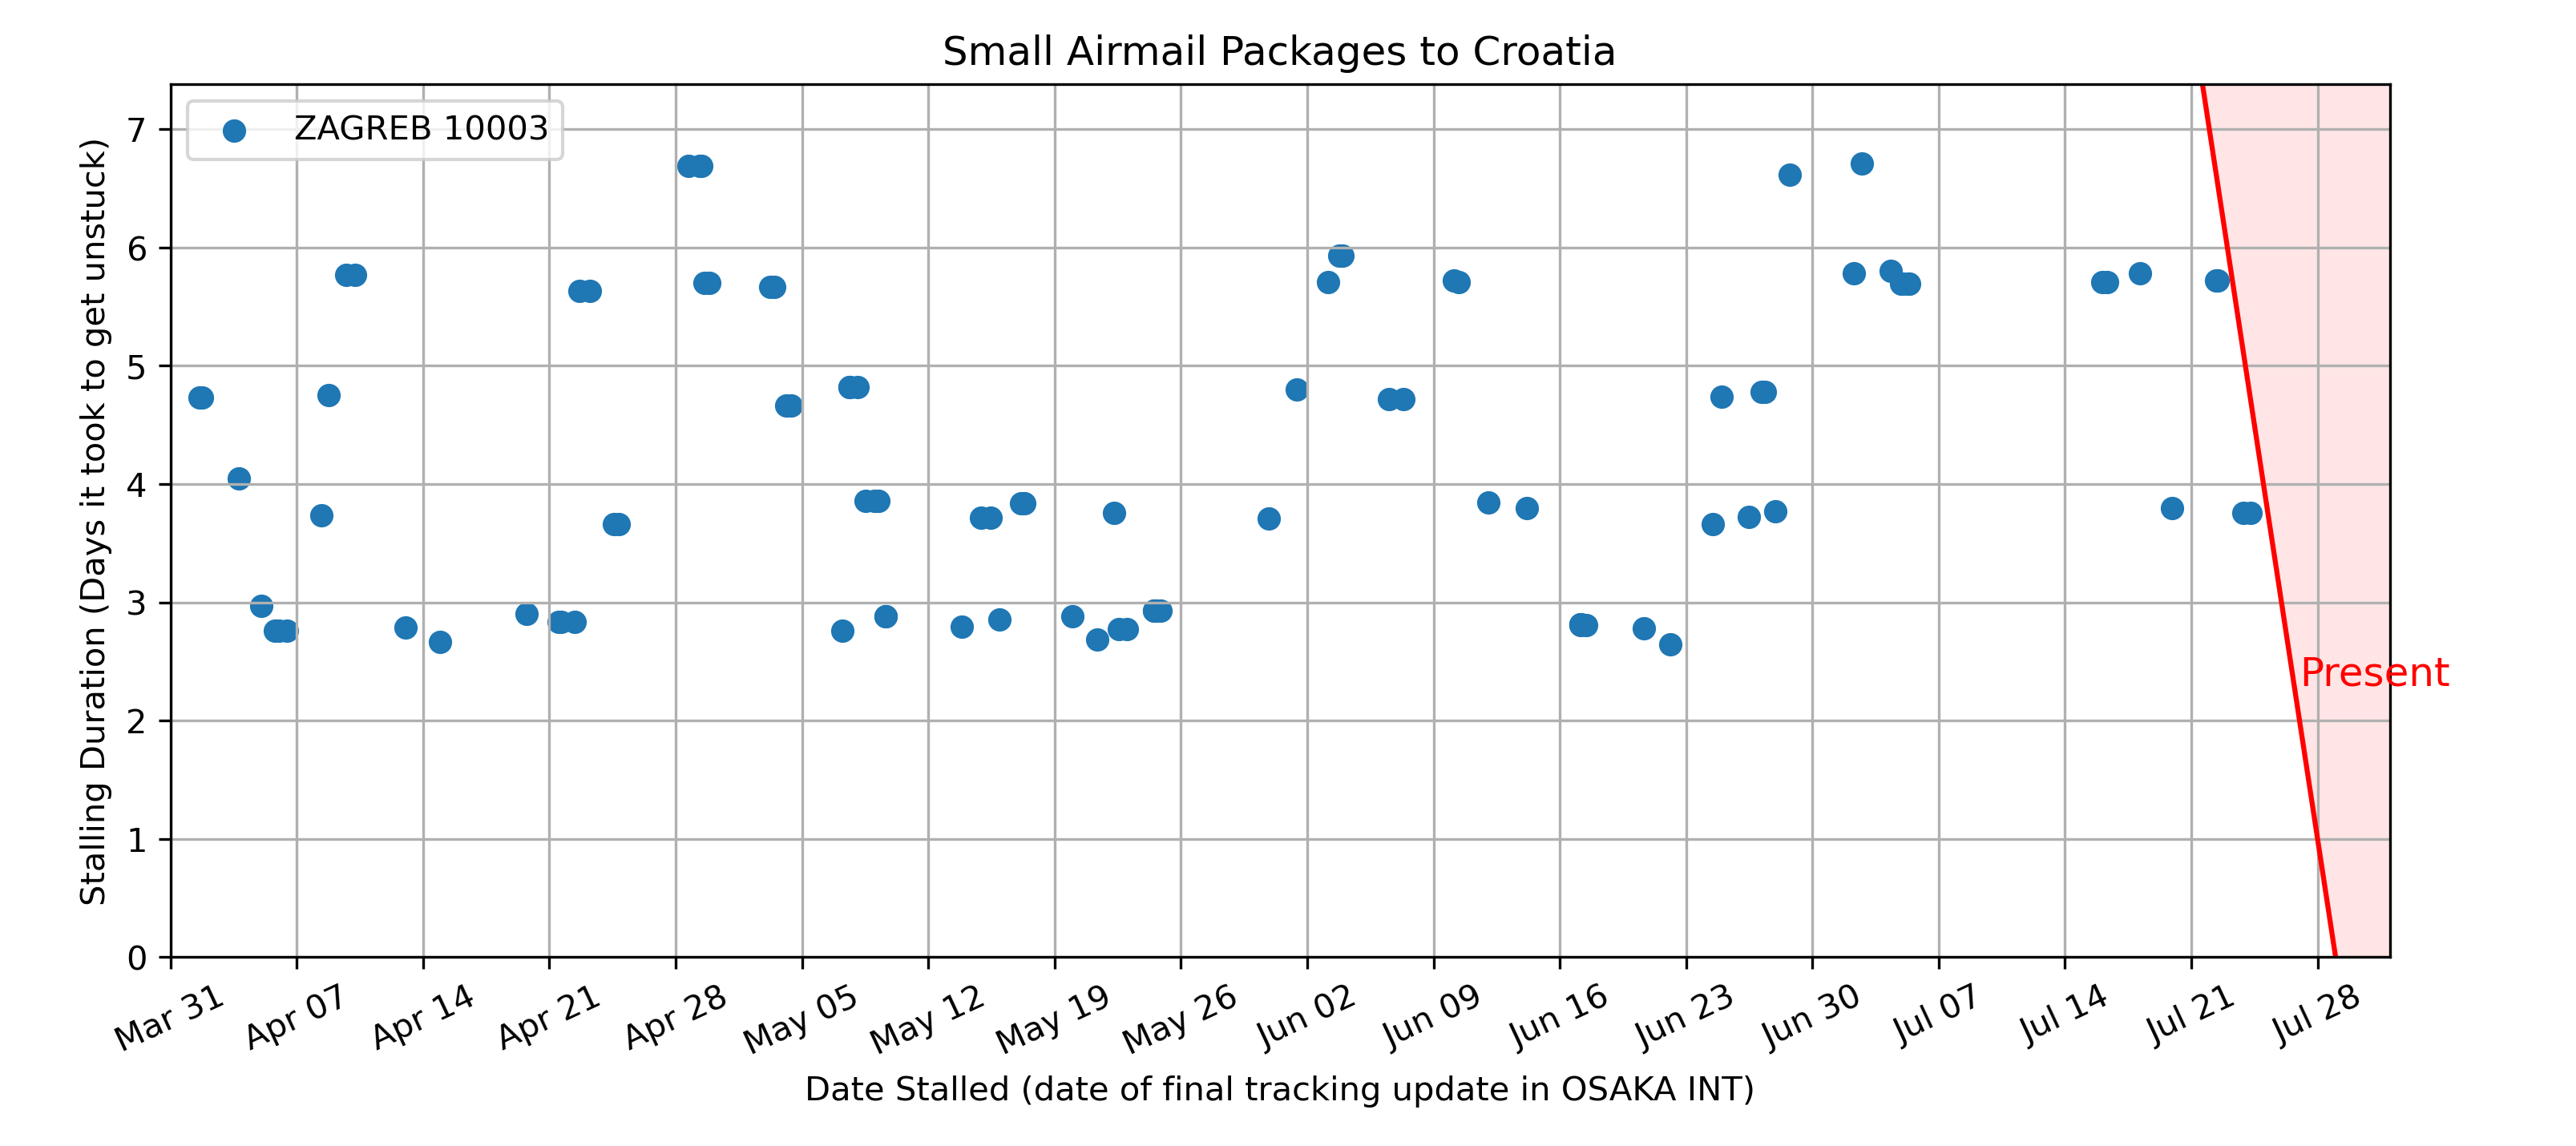 Small Airmail Packages to Croatia
ZAGREB 10003
Stalling Duration (Days it took to get unstuck)
7
6
5
4
3
2
1
0
Present
Mar 31
Apr 07
Apr 14
Apr 21
Apr 28
May 05
May 12
May 19
May 26
Jun 02
Jun 09
Jun 16
Jun 23
Jun 30
Jul 07
Jul 14
Jul 21
Jul 28
Date Stalled (date of final tracking update in OSAKA INT)